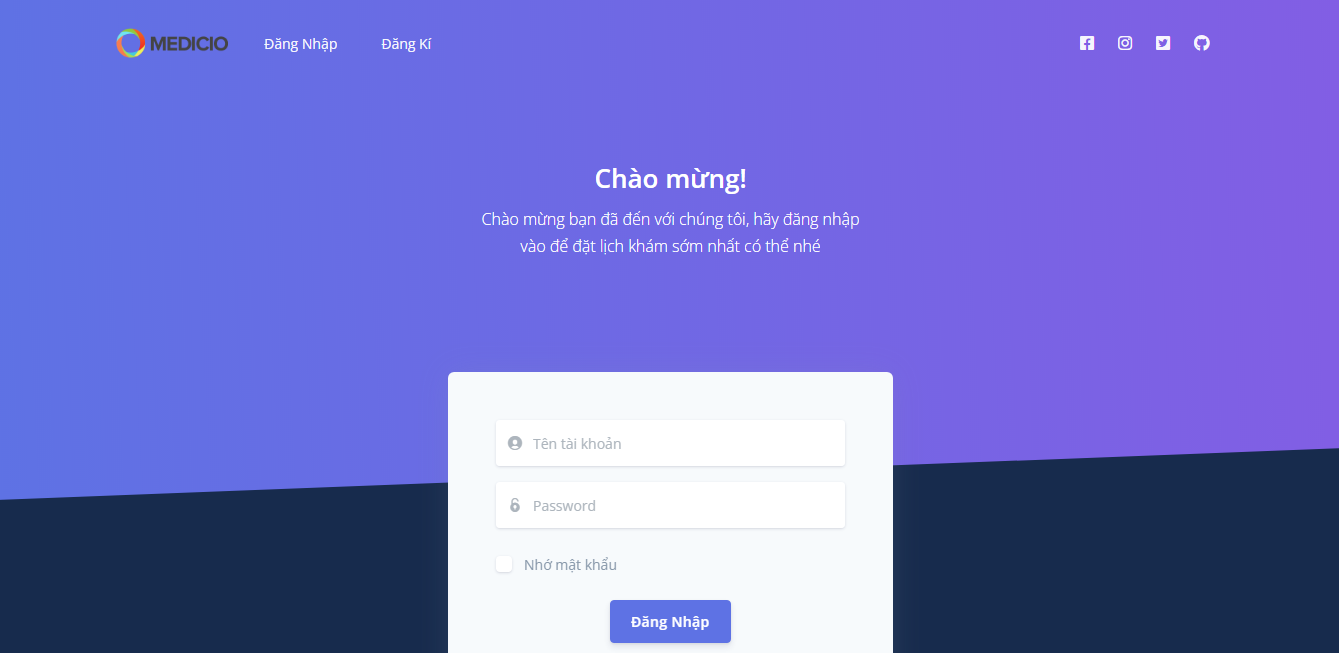 MEDICIO
Đăng Nhập
Đăng Kí
Chào mừng!
Chào mừng bạn đã đến với chúng tôi, hãy đăng nhập
vào để đặt lịch khám sớm nhất có thể nhé
Tên tài khoản
Password
Nhớ mật khẩu
Đăng Nhập